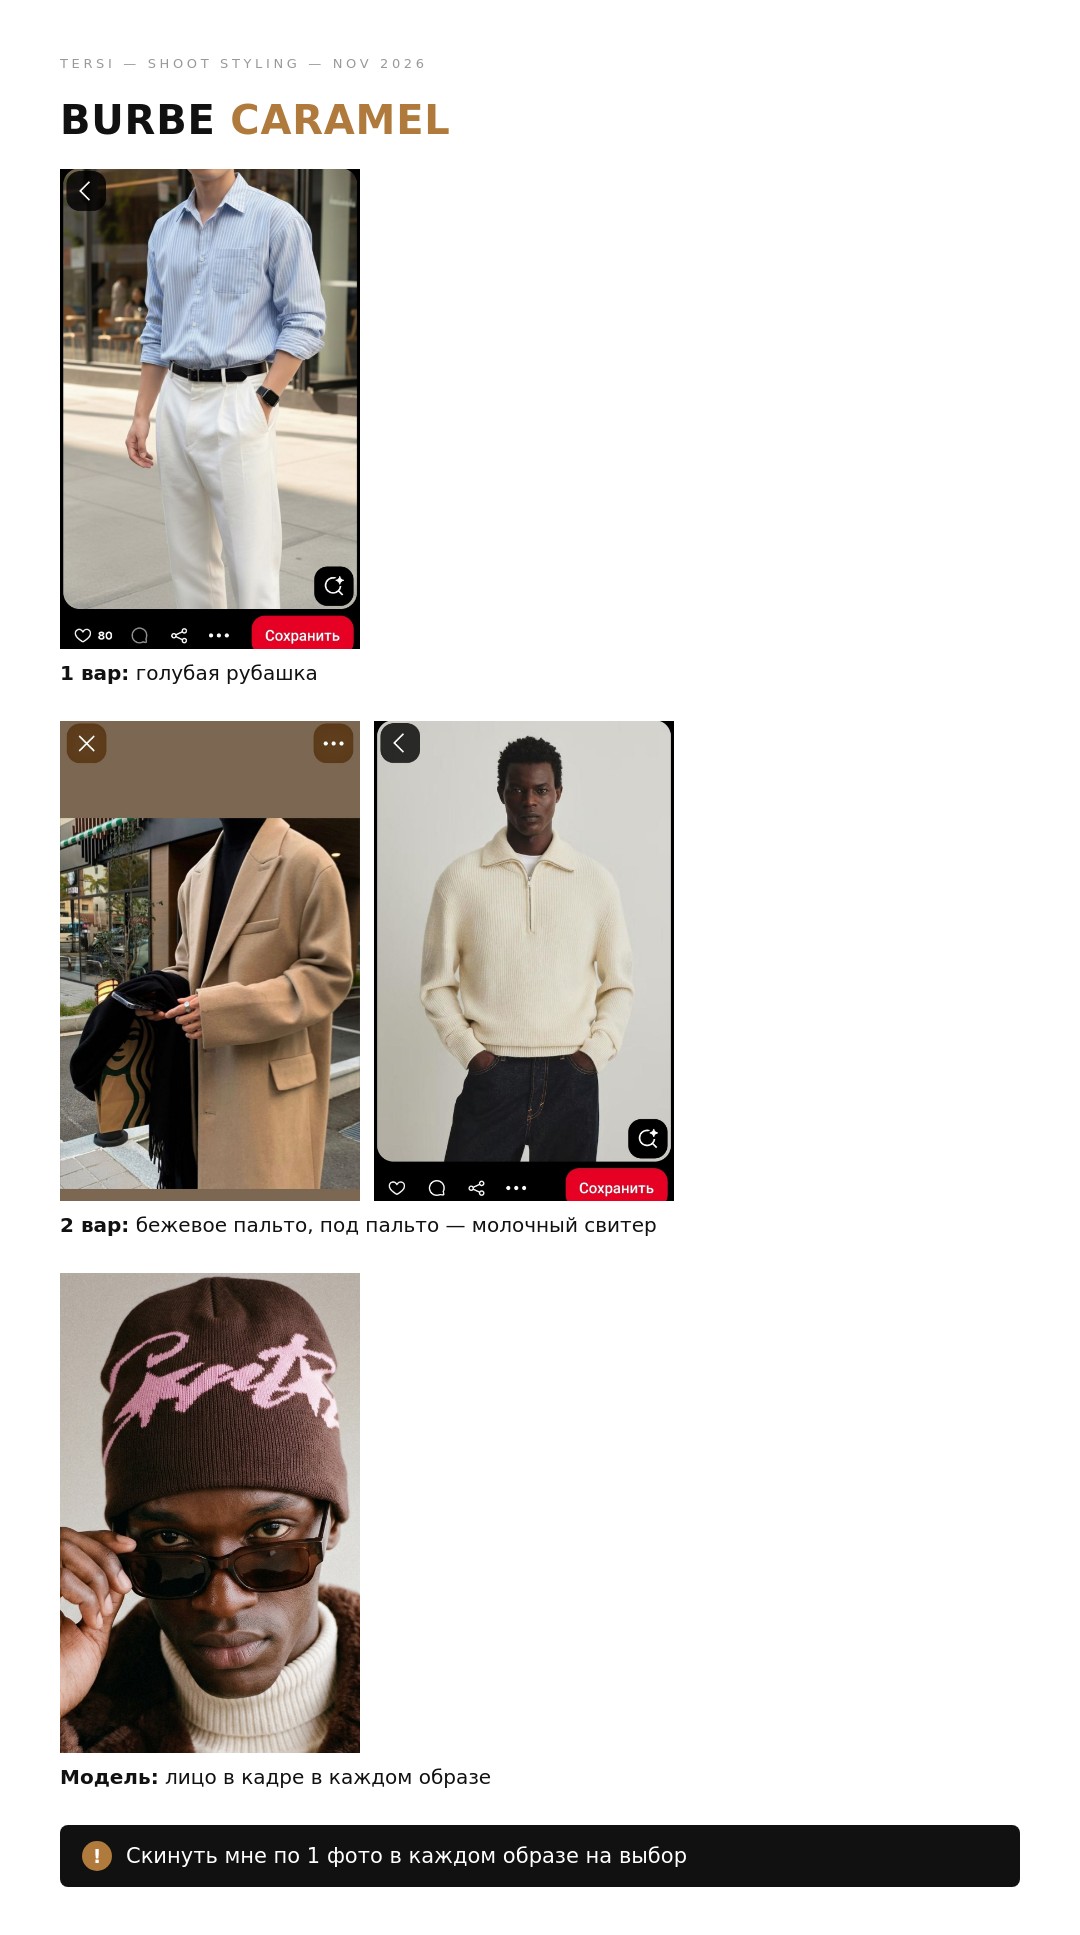 TERSI — SHOOT STYLING — NOV 2026
BURBE CARAMEL
80
Сохранить
1 вар: голубая рубашка
Сохранить
2 вар: бежевое пальто, под пальто — молочный свитер
Модель: лицо в кадре в каждом образе
! Скинуть мне по 1 фото в каждом образе на выбор